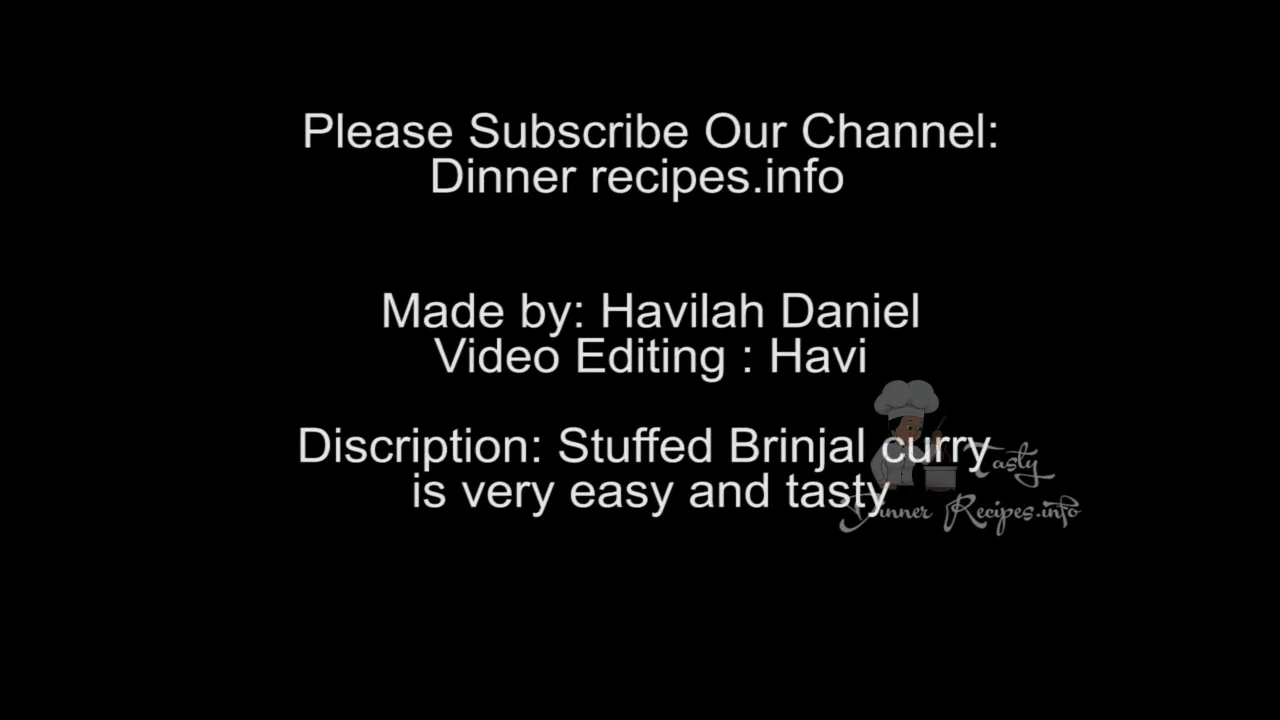 Please Subscribe Our Channel:
Dinner recipes.info
Made by: Havilah Daniel
Video Editing : Havi
Discription: Stuffed Brinjal curry
is very easy and tasty
Tasty
Dinner Recipes.info